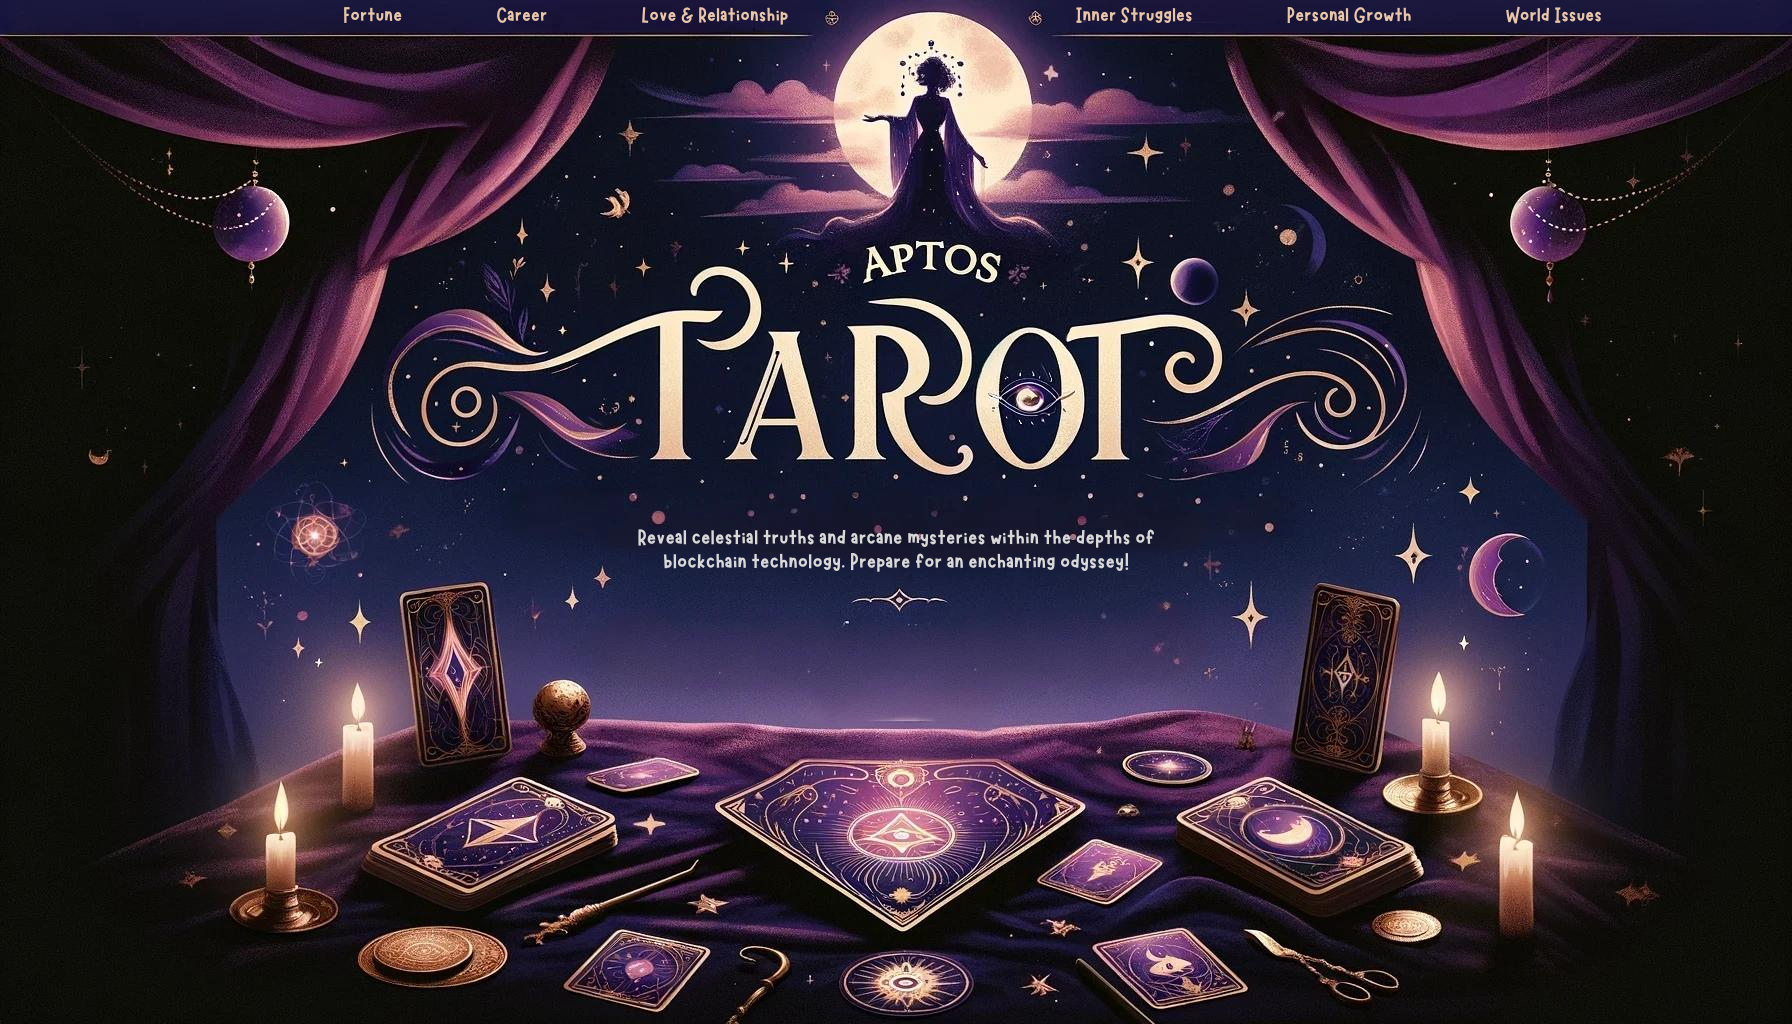 Fortune
Career
Love & Relationship
Inner Struggles
Personal Growth
World Issues
APTOS
TAROT
Reveal celestial truths and arcane mysteries within the depths of
blockchain technology. Prepare for an enchanting odyssey!